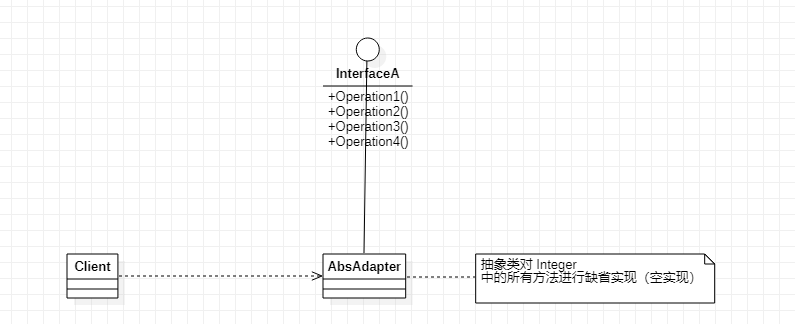 InterfaceA
+Operation1()
+Operation2()
+Operation3()
+Operation4()
Client
AbsAdapter
抽象类对 Integer
中的所有方法进行缺省实现（空实现）